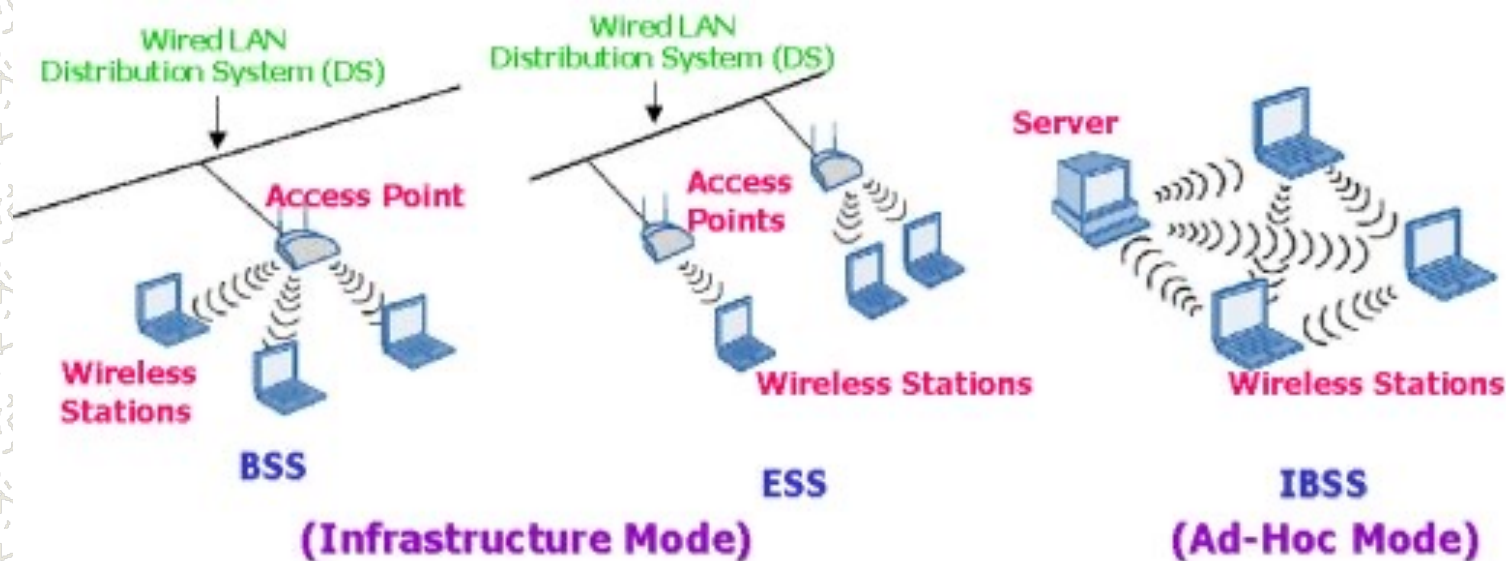 Wired LAN
Distribution System (DS)
Access Point
Wireless
Stations
BSS
Wired LAN
Distribution System (DS)
Access
Points
Wireless Stations
ESS
(Infrastructure Mode)
Server
Wireless Stations
IBSS
(Ad-Hoc Mode)